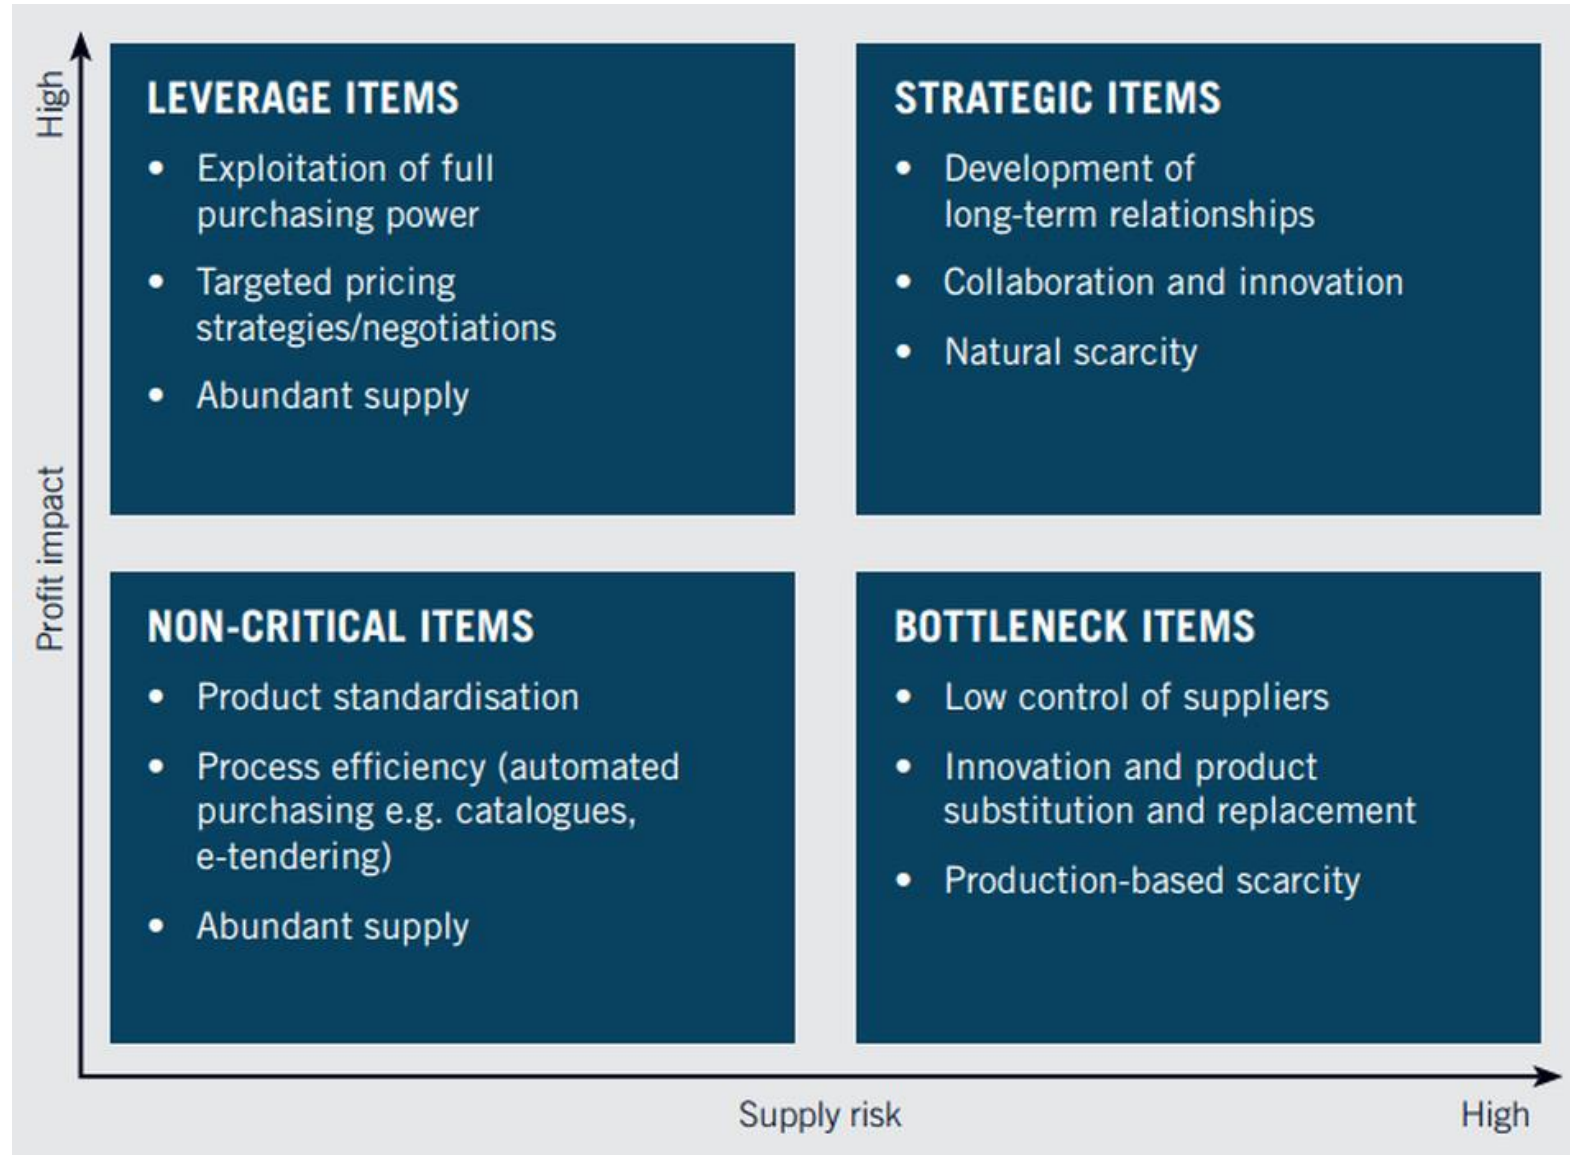 High
Profit impact
LEVERAGE ITEMS
• Exploitation of full
purchasing power
• Targeted pricing
strategies/negotiations
• Abundant supply
STRATEGIC ITEMS
• Development of
long-term relationships
• Collaboration and innovation
• Natural scarcity
NON-CRITICAL ITEMS
• Product standardisation
• Process efficiency (automated
purchasing e.g. catalogues,
e-tendering)
• Abundant supply
BOTTLENECK ITEMS
• Low control of suppliers
• Innovation and product
substitution and replacement
• Production-based scarcity
Supply risk
High